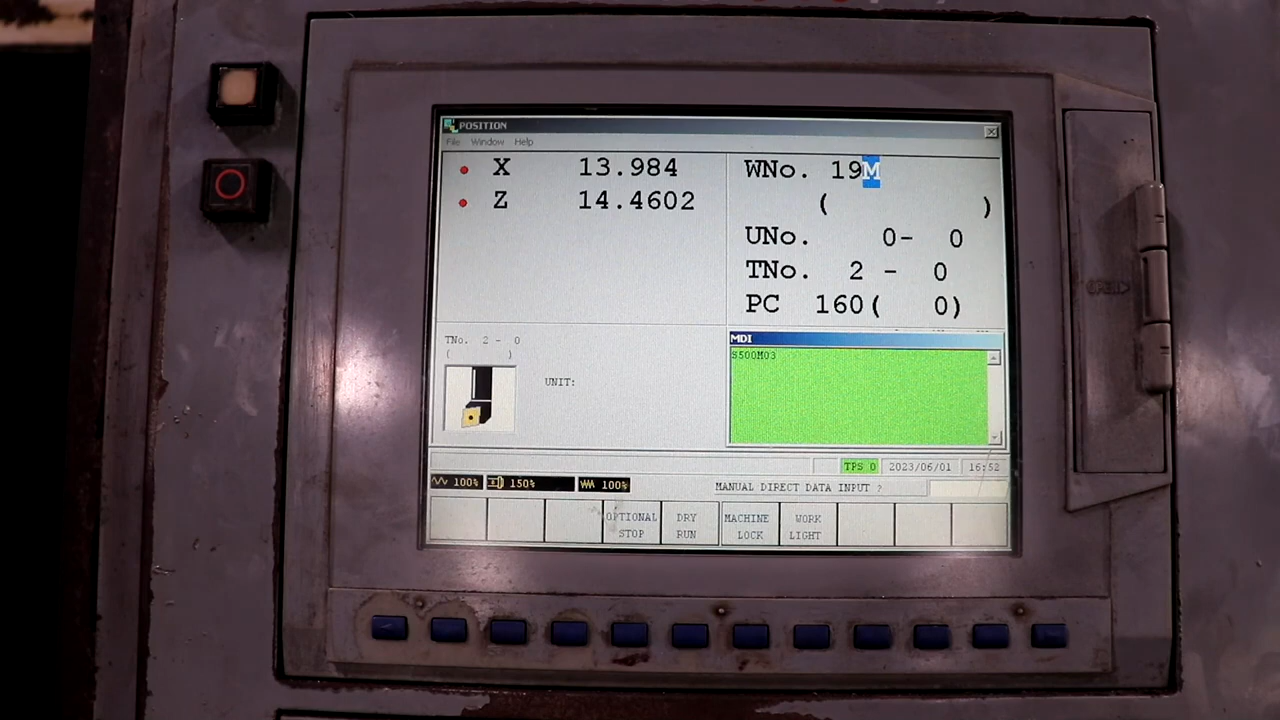 POSITION
File Window Help
X 13.984
Z 14.4602
WNo. 19M
( )
UNo. 0- 0
TNo. 2 - 0
PC 160( 0)
TNo. 2 - 0
( )
UNIT:
MDI
S500M03
TPS 0 2023/06/01 16:52
100% 150% 100%
MANUAL DIRECT DATA INPUT ?
OPTIONAL STOP
DRY RUN
MACHINE LOCK
WORK LIGHT
OPEN